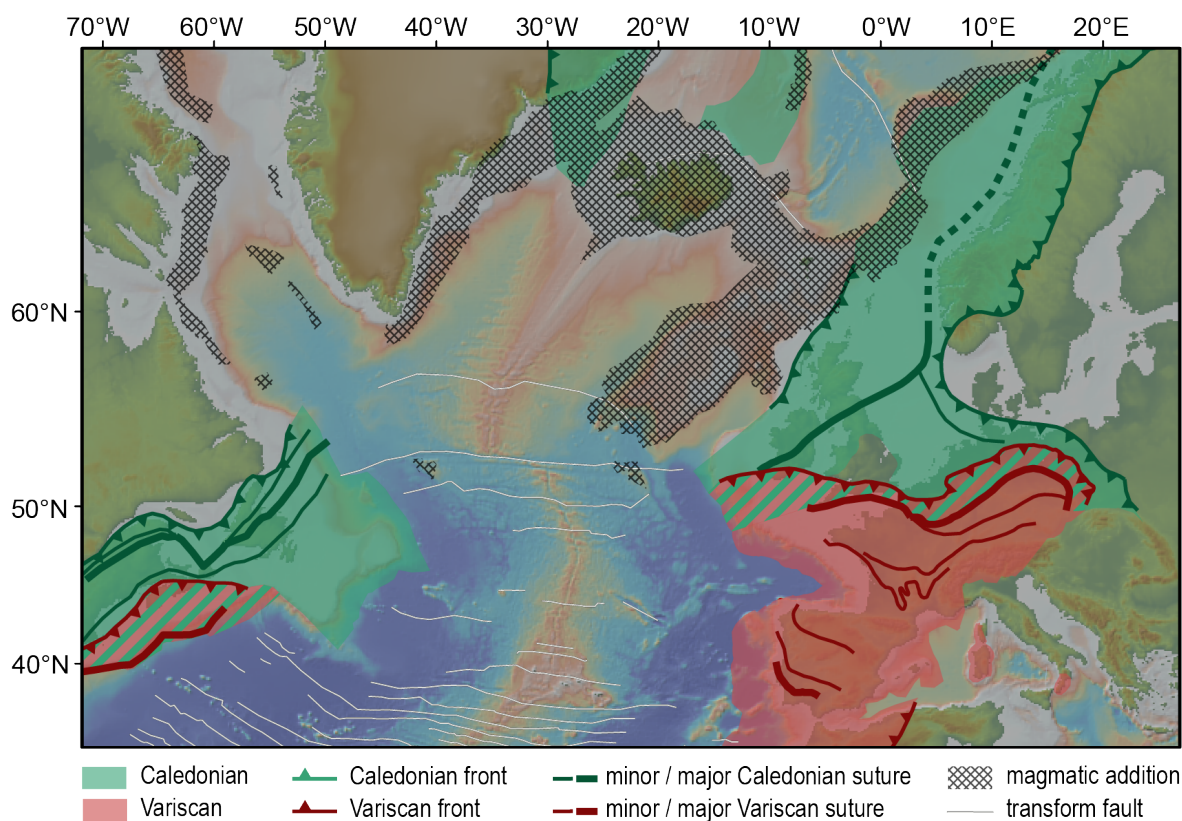 70°W 60°W 50°W 40°W 30°W 20°W 10°W 0°W 10°E 20°E
60°N
50°N
40°N
Caledonian Caledonian front minor / major Caledonian suture magmatic addition
Variscan Variscan front minor / major Variscan suture transform fault